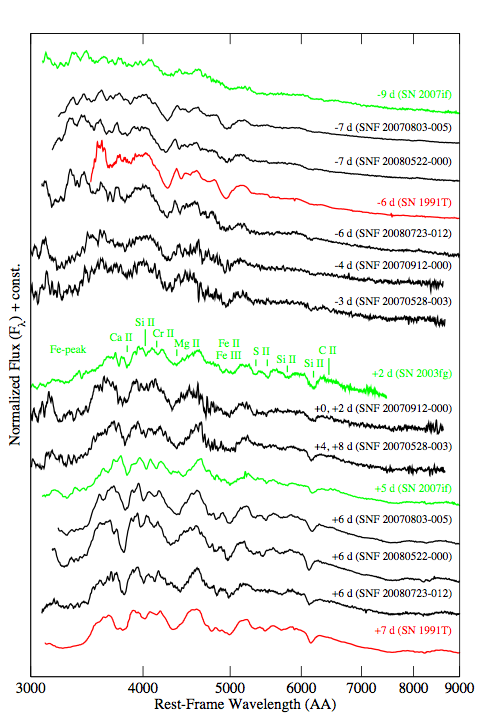 -9 d (SN 2007if)
-7 d (SNF 20070803-005)
-7 d (SNF 20080522-000)
-6 d (SN 1991T)
-6 d (SNF 20080723-012)
-4 d (SNF 20070912-000)
-3 d (SNF 20070528-003)
Si II
Ca II Cr II
Fe-peak Mg II Fe II
Fe III S II Si II Si II C II
+2 d (SN 2003fg)
+0, +2 d (SNF 20070912-000)
+4, +8 d (SNF 20070528-003)
+5 d (SN 2007if)
+6 d (SNF 20070803-005)
+6 d (SNF 20080522-000)
+6 d (SNF 20080723-012)
+7 d (SN 1991T)
Normalized Flux (Fλ) + const.
3000 4000 5000 6000 7000 8000 9000
Rest-Frame Wavelength (AA)